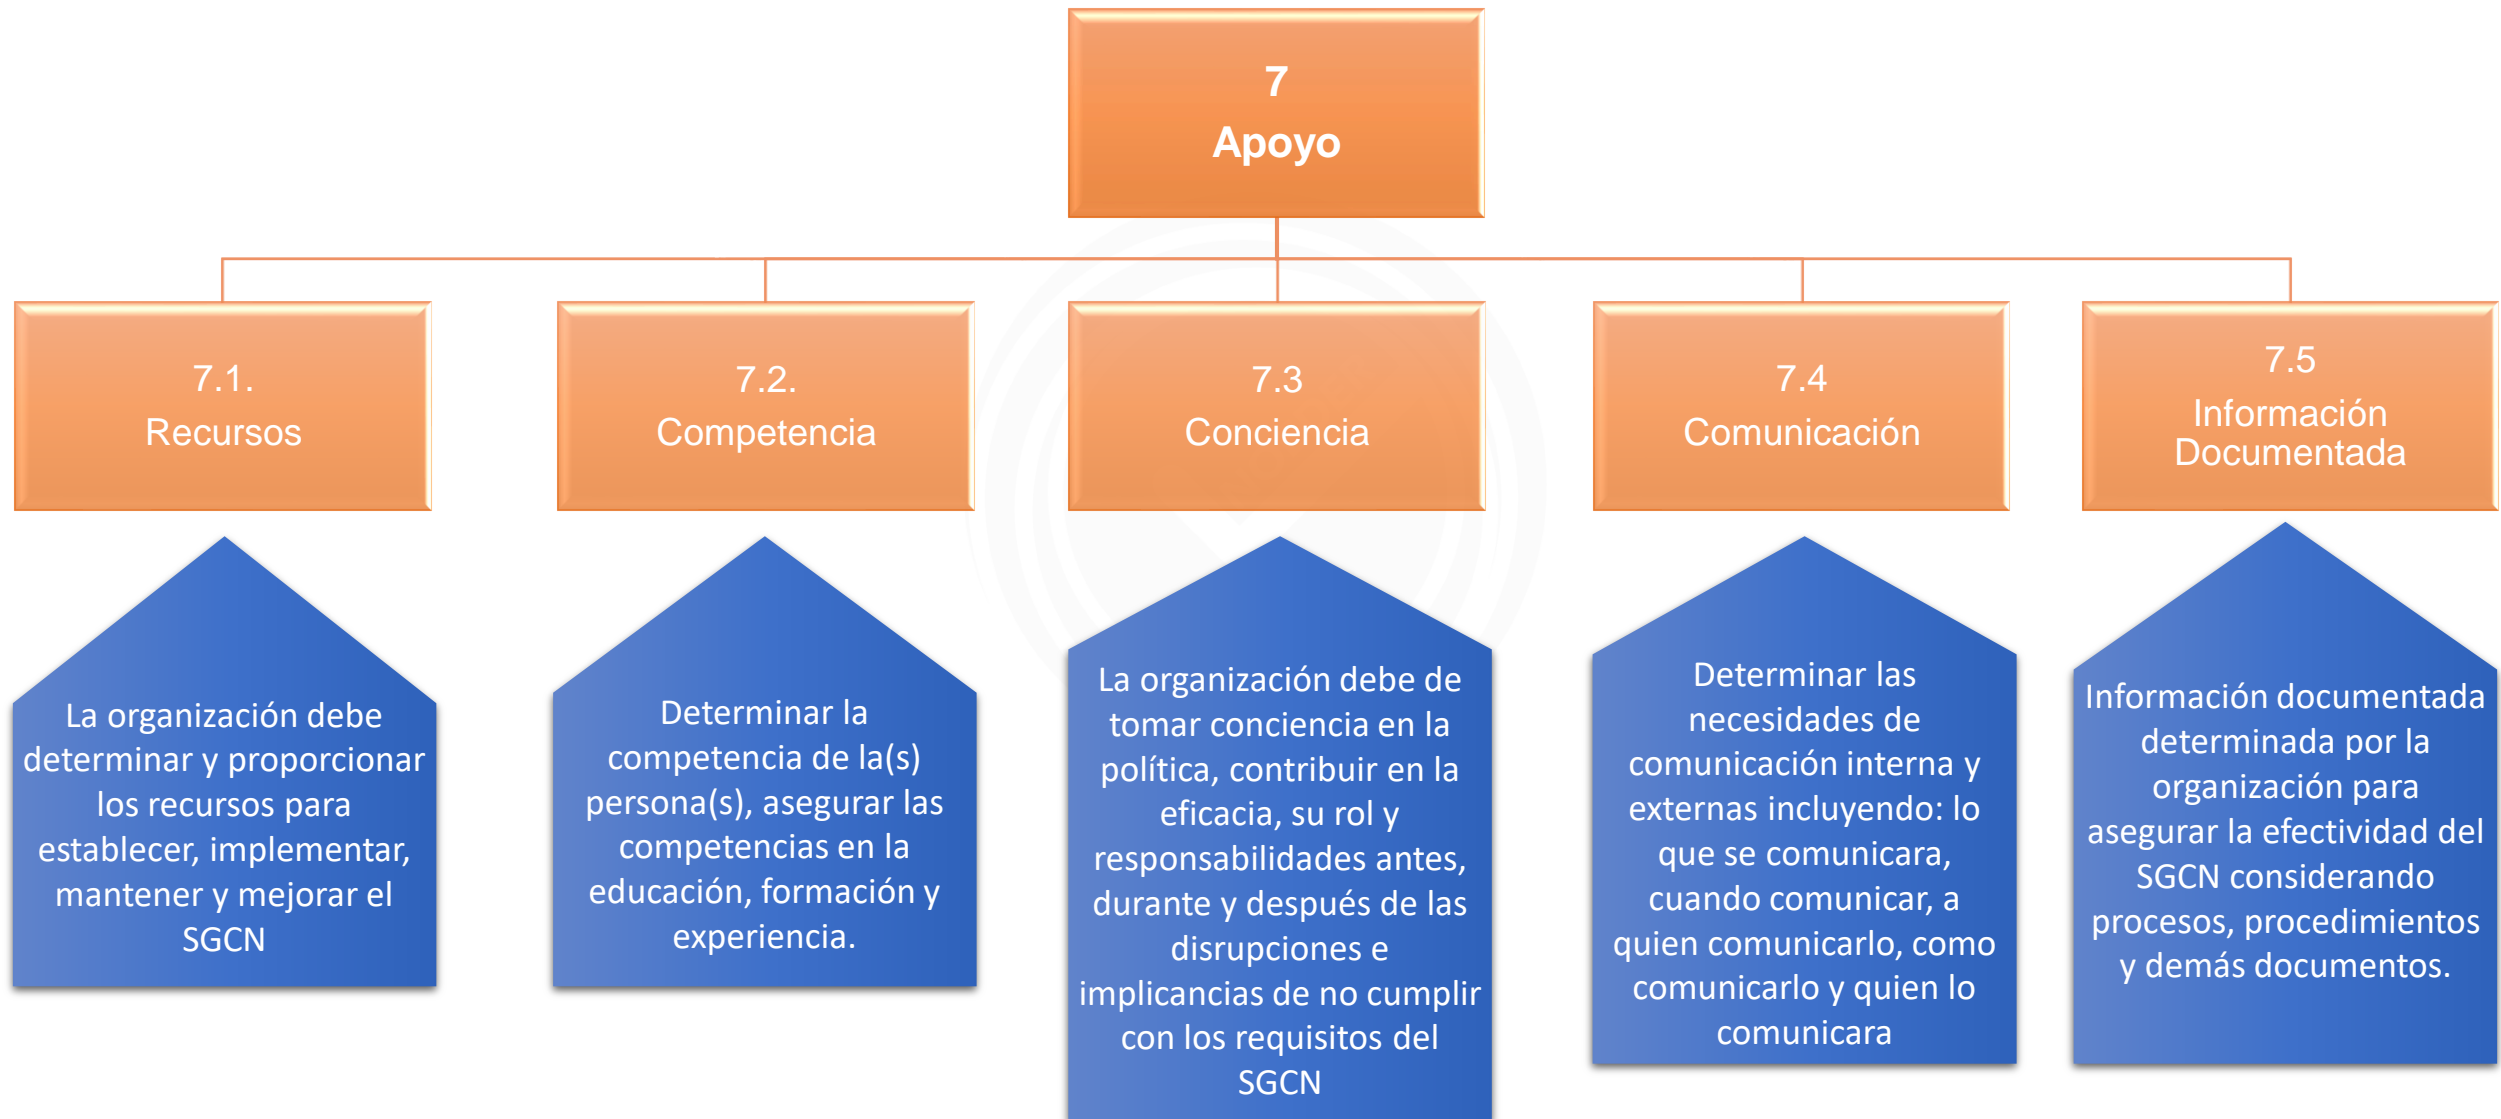 7
Apoyo
7.1.
Recursos
7.2.
Competencia
7.3
Conciencia
7.4
Comunicación
7.5
Información
Documentada
La organización debe
determinar y proporcionar
los recursos para
establecer, implementar,
mantener y mejorar el
SGCN
Determinar la
competencia de la(s)
persona(s), asegurar las
competencias en la
educación, formación y
experiencia.
La organización debe de
tomar conciencia en la
política, contribuir en la
eficacia, su rol y
responsabilidades antes,
durante y después de las
disrupciones e
implicancias de no cumplir
con los requisitos del
SGCN
Determinar las
necesidades de
comunicación interna y
externas incluyendo: lo
que se comunicara,
cuando comunicar, a
quien comunicarlo, como
comunicarlo y quien lo
comunicara
Información documentada
determinada por la
organización para
asegurar la efectividad del
SGCN considerando
procesos, procedimientos
y demás documentos.